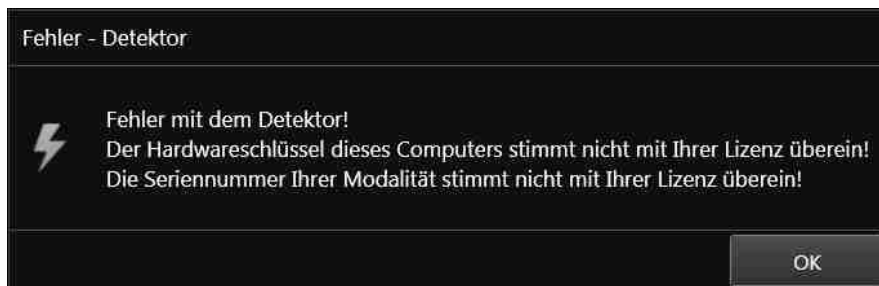 Fehler - Detektor
Fehler mit dem Detektor!
Der Hardwareschlüssel dieses Computers stimmt nicht mit Ihrer Lizenz überein!
Die Seriennummer Ihrer Modalität stimmt nicht mit Ihrer Lizenz überein!
OK